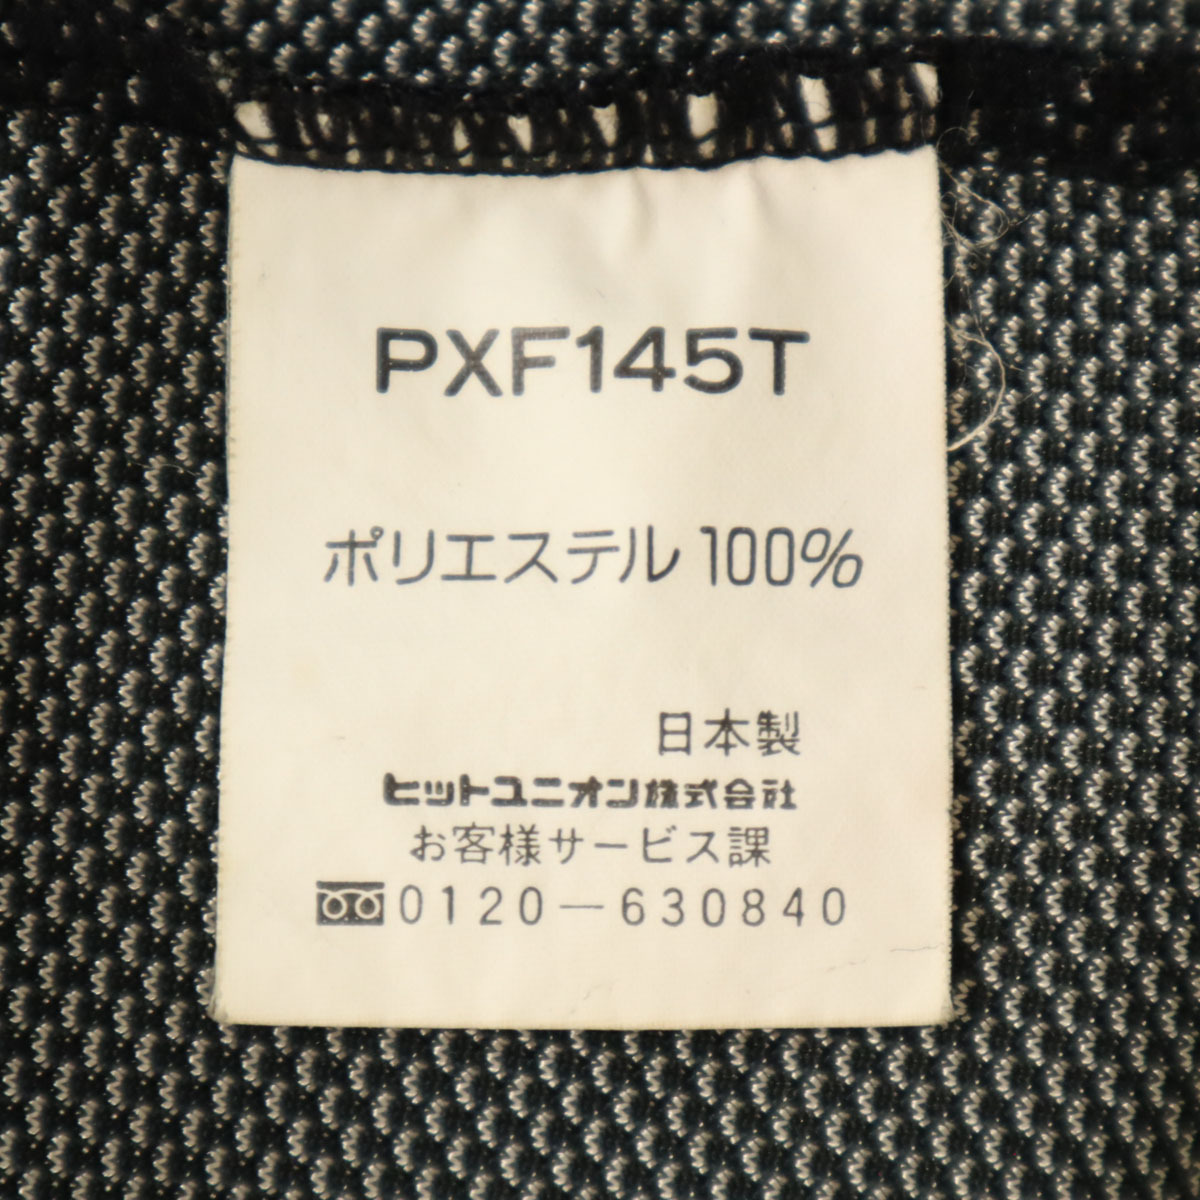 PXF145T
ポリエステル 100%
日本製
ヒットユニオン株式会社
お客様サービス課
0120-630840